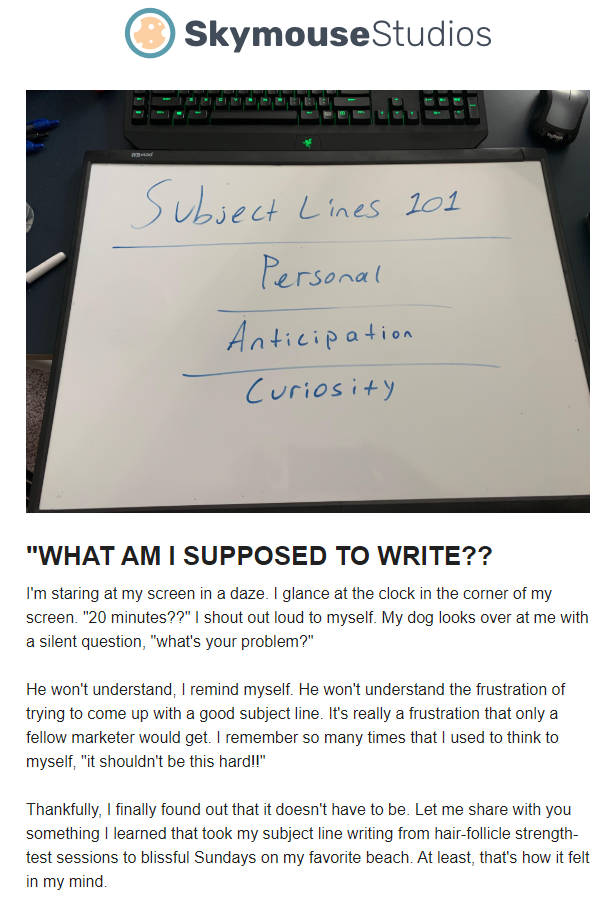 SkymouseStudios
Subject Lines 101
Personal
Anticipation
Curiosity
"WHAT AM I SUPPOSED TO WRITE??
I'm staring at my screen in a daze. I glance at the clock in the corner of my
screen. "20 minutes??" I shout out loud to myself. My dog looks over at me with
a silent question, "what's your problem?"
He won't understand, I remind myself. He won't understand the frustration of
trying to come up with a good subject line. It's really a frustration that only a
fellow marketer would get. I remember so many times that I used to think to
myself, "it shouldn't be this hard!!"
Thankfully, I finally found out that it doesn't have to be. Let me share with you
something I learned that took my subject line writing from hair-follicle strength-
test sessions to blissful Sundays on my favorite beach. At least, that's how it felt
in my mind.